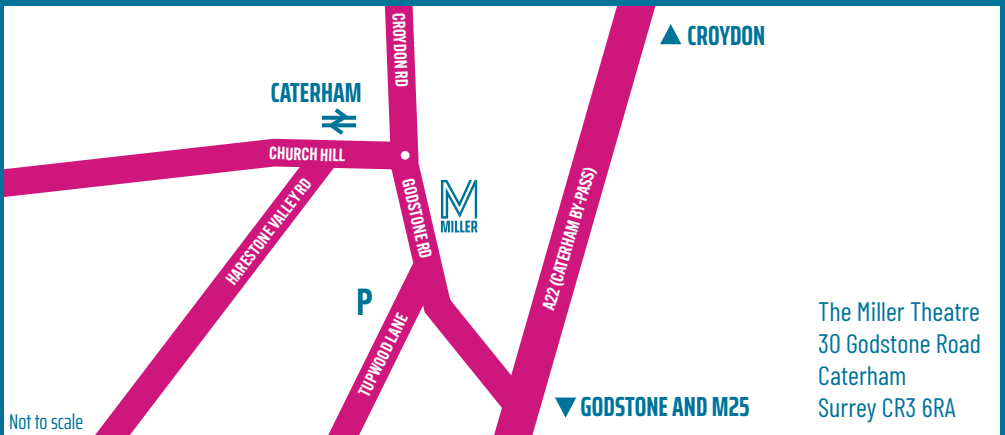 CROYDON RD
CROYDON
CATERHAM
CHURCH HILL
HARESTONE VALLEY RD
GODSTONE RD
M
MILLER
A22 (CATERHAM BY-PASS)
P
TUPWOOD LANE
GODSTONE AND M25
The Miller Theatre
30 Godstone Road
Caterham
Surrey CR3 6RA
Not to scale